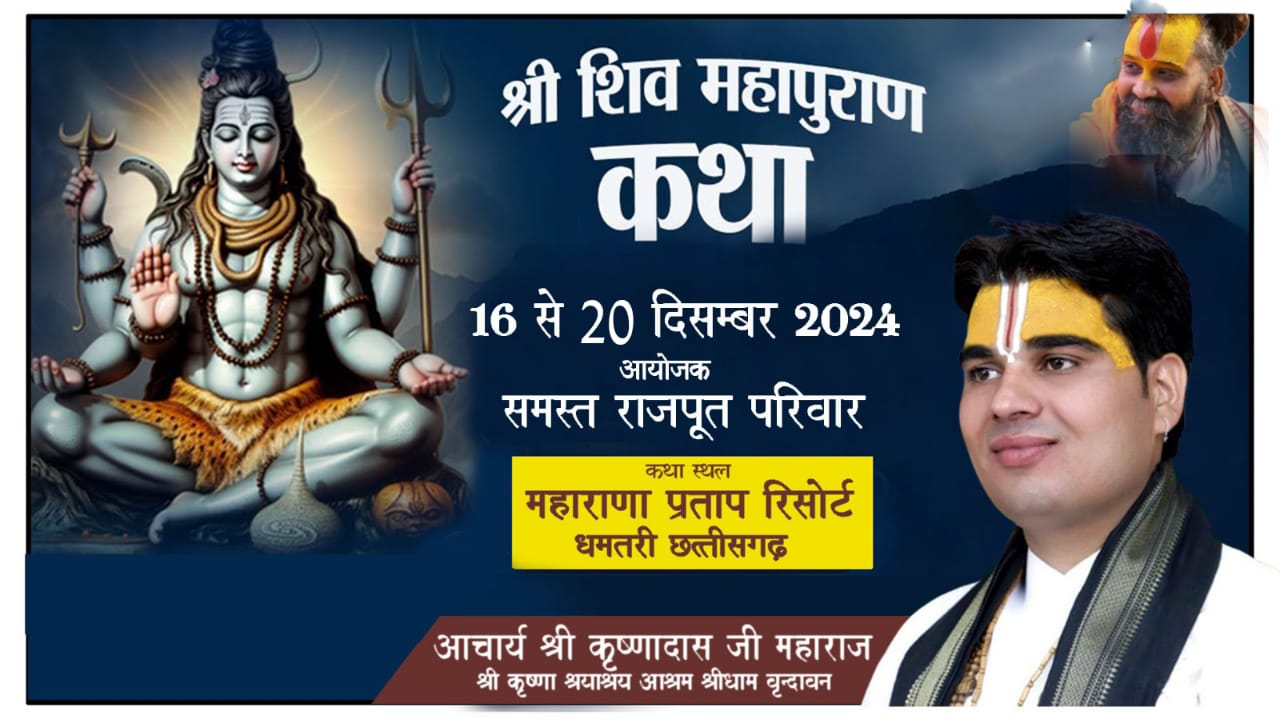 श्री शिव महापुराण
कथा
16 से 20 दिसम्बर 2024
आयोजक
समस्त राजपूत परिवार
कथा स्थल
महाराणा प्रताप रिसोर्ट
धमतरी छत्तीसगढ़
आचार्य श्री कृष्णादास जी महाराज
श्री कृष्णा श्रयाश्रय आश्रम श्रीधाम वृन्दावन